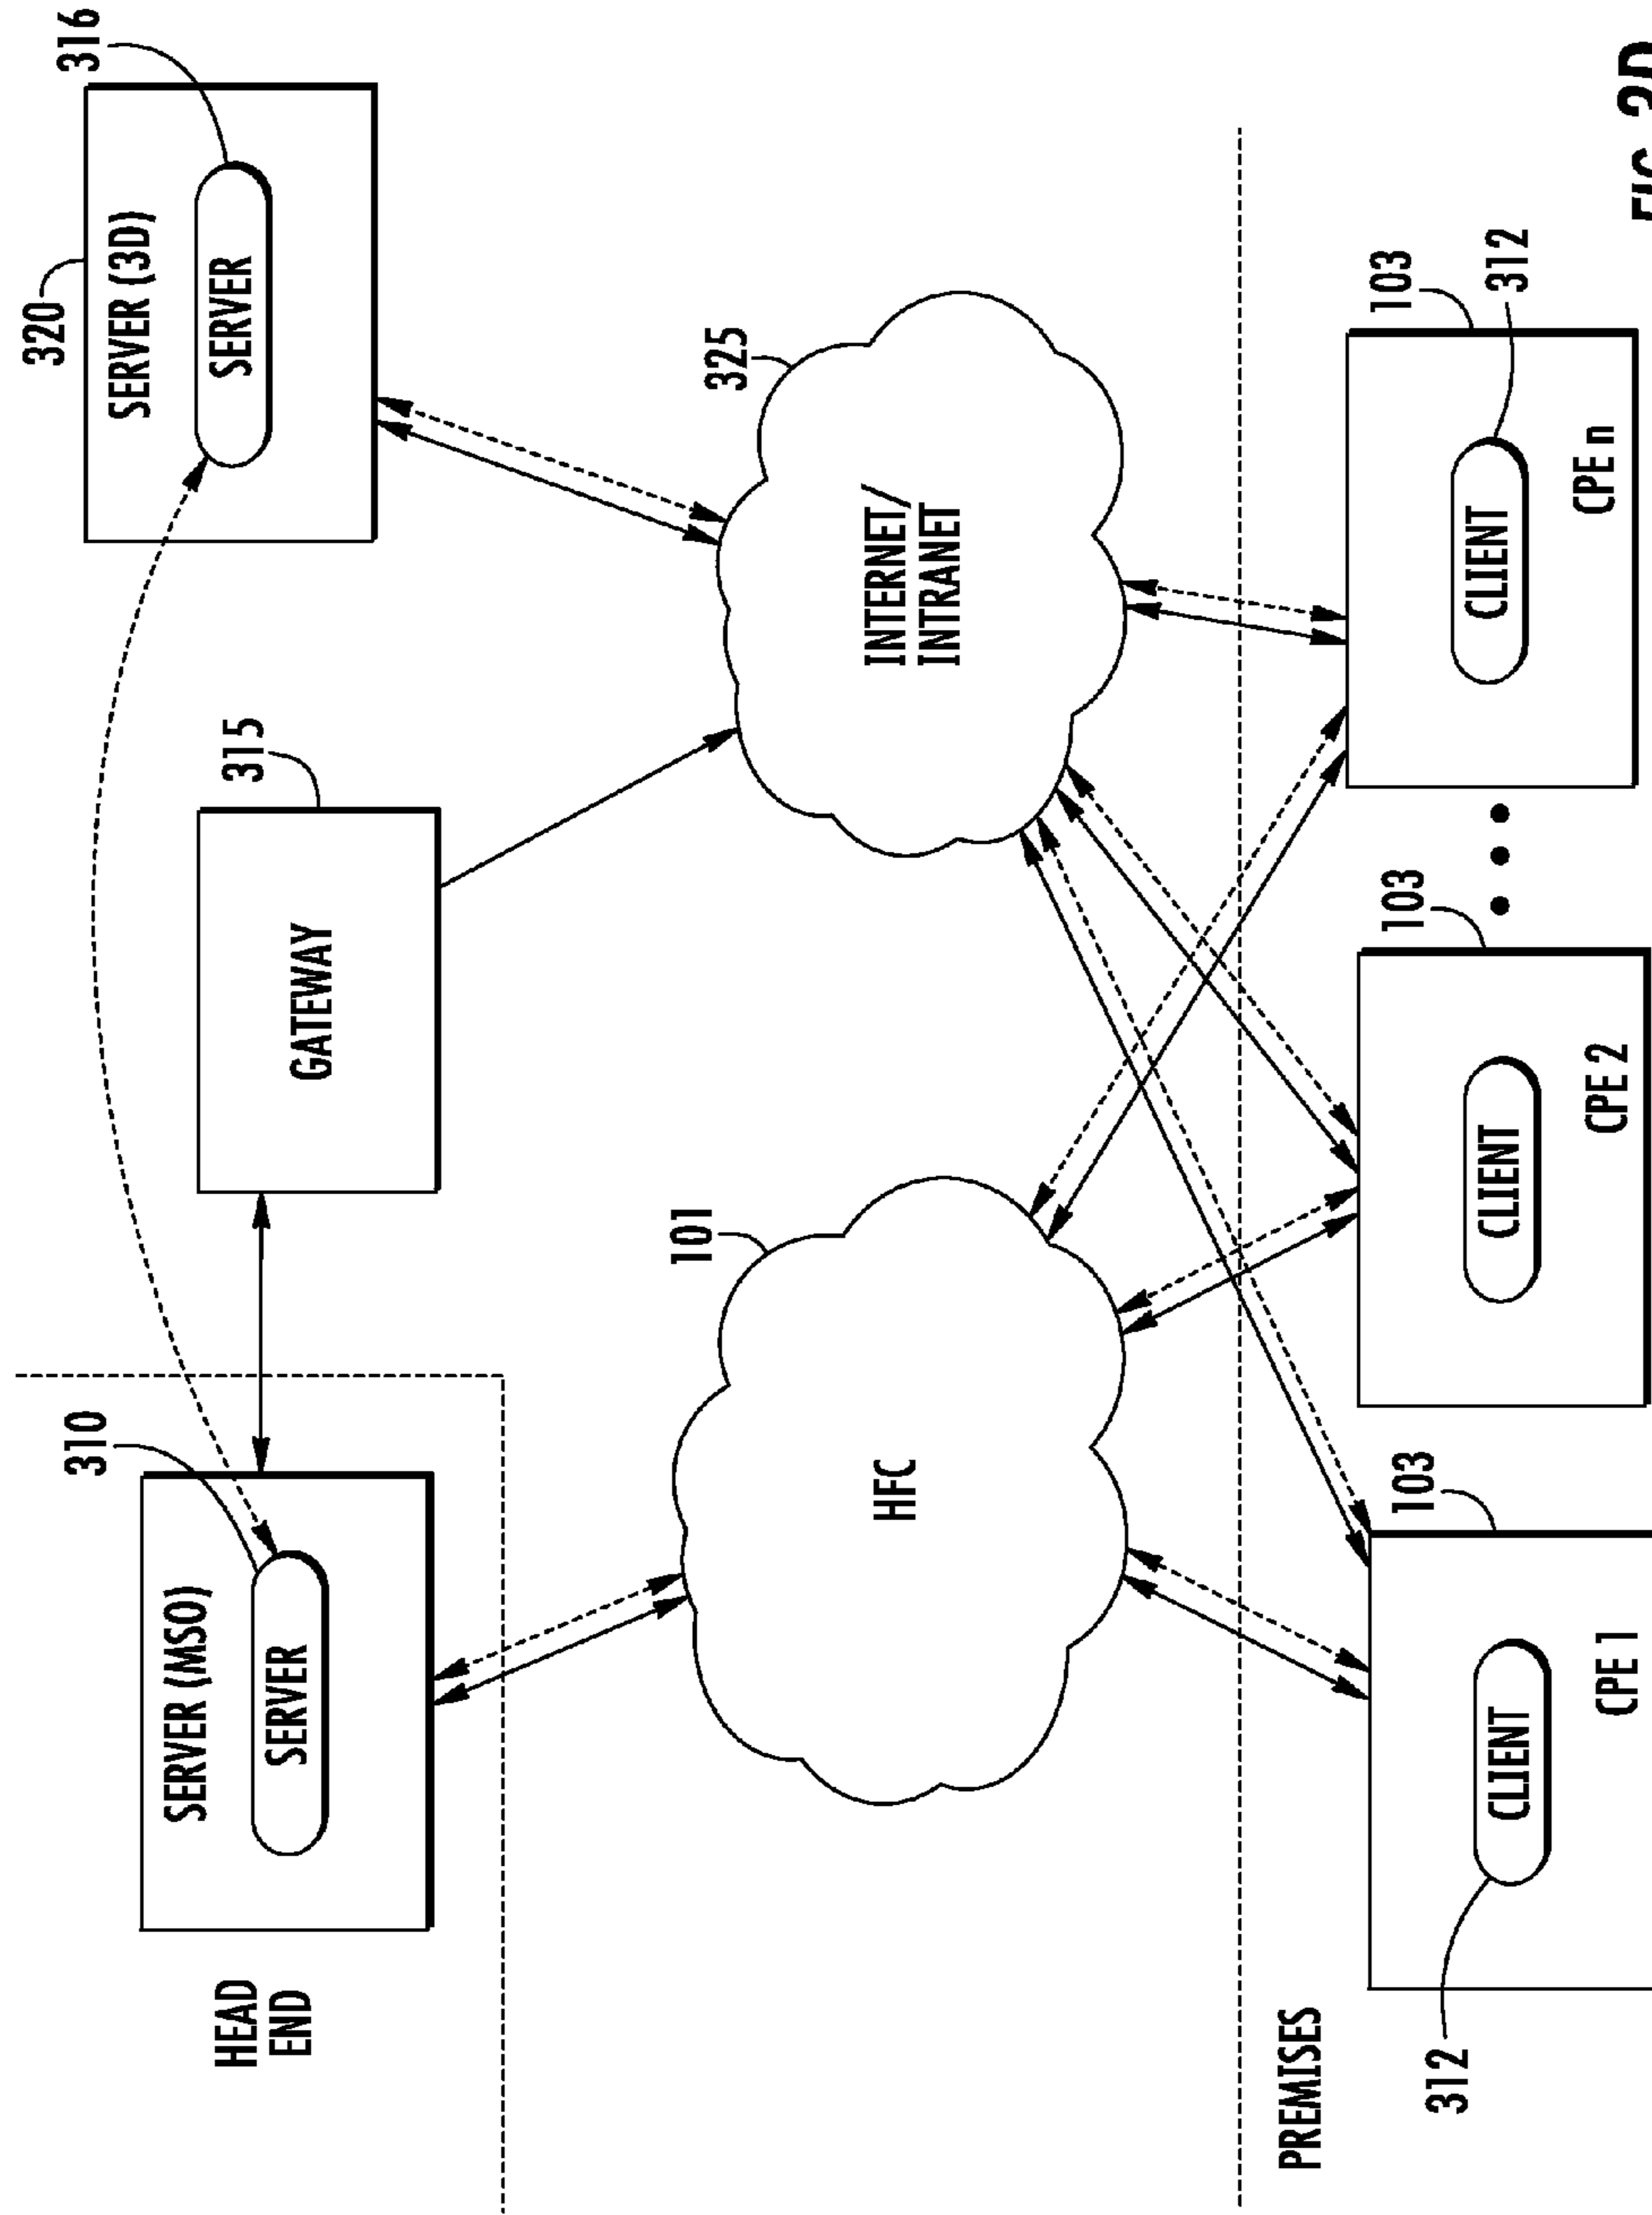 320
316
310
SERVER (3D)
SERVER
SERVER (MSO)
SERVER
HEAD
END
315
GATEWAY
101
325
HFC
INTERNET/
INTRANET
PREMISES
103
103
103
312
312
CLIENT
CLIENT
CLIENT
CPE 1
CPE 2
CPE n
FIG.